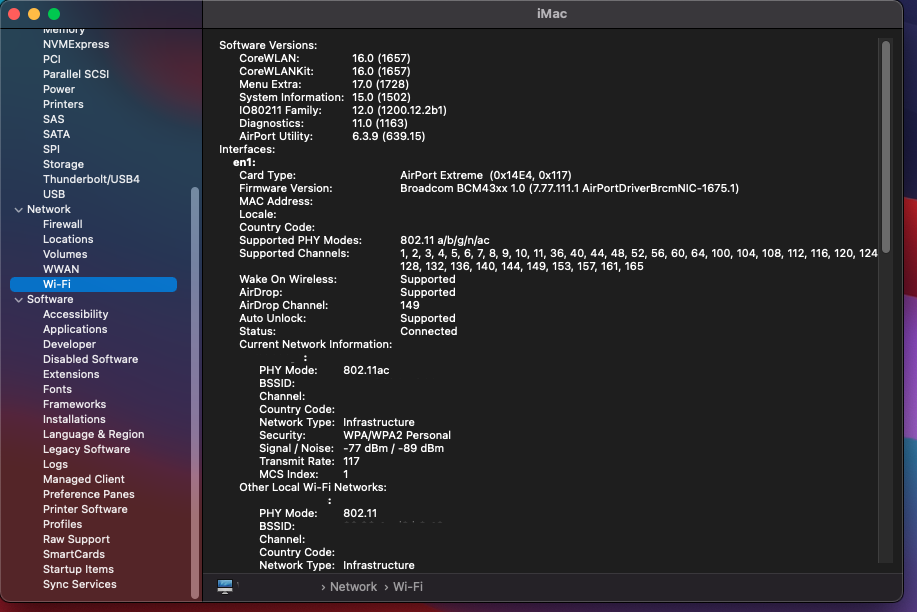 iMac
Memory
NVMExpress
PCI
Parallel SCSI
Power
Printers
SAS
SATA
SPI
Storage
Thunderbolt/USB4
USB
Network
Firewall
Locations
Volumes
WWAN
Wi-Fi
Software
Accessibility
Applications
Developer
Disabled Software
Extensions
Fonts
Frameworks
Installations
Language & Region
Legacy Software
Logs
Managed Client
Preference Panes
Printer Software
Profiles
Raw Support
SmartCards
Startup Items
Sync Services
Software Versions:
CoreWLAN: 16.0 (1657)
CoreWLANKit: 16.0 (1657)
Menu Extra: 17.0 (1728)
System Information: 15.0 (1502)
IO80211 Family: 12.0 (1200.12.2b1)
Diagnostics: 11.0 (1163)
AirPort Utility: 6.3.9 (639.15)
Interfaces:
en1:
Card Type: AirPort Extreme (0x14E4, 0x117)
Firmware Version: Broadcom BCM43xx 1.0 (7.77.111.1 AirPortDriverBrcmNIC-1675.1)
MAC Address:
Locale:
Country Code:
Supported PHY Modes: 802.11 a/b/g/n/ac
Supported Channels: 1, 2, 3, 4, 5, 6, 7, 8, 9, 10, 11, 36, 40, 44, 48, 52, 56, 60, 64, 100, 104, 108, 112, 116, 120, 124
128, 132, 136, 140, 144, 149, 153, 157, 161, 165
Wake On Wireless: Supported
AirDrop: Supported
AirDrop Channel: 149
Auto Unlock: Supported
Status: Connected
Current Network Information:
:
PHY Mode: 802.11ac
BSSID:
Channel:
Country Code:
Network Type: Infrastructure
Security: WPA/WPA2 Personal
Signal / Noise: -77 dBm / -89 dBm
Transmit Rate: 117
MCS Index: 1
Other Local Wi-Fi Networks:
:
PHY Mode: 802.11
BSSID:
Channel:
Country Code:
Network Type: Infrastructure
› Network › Wi-Fi